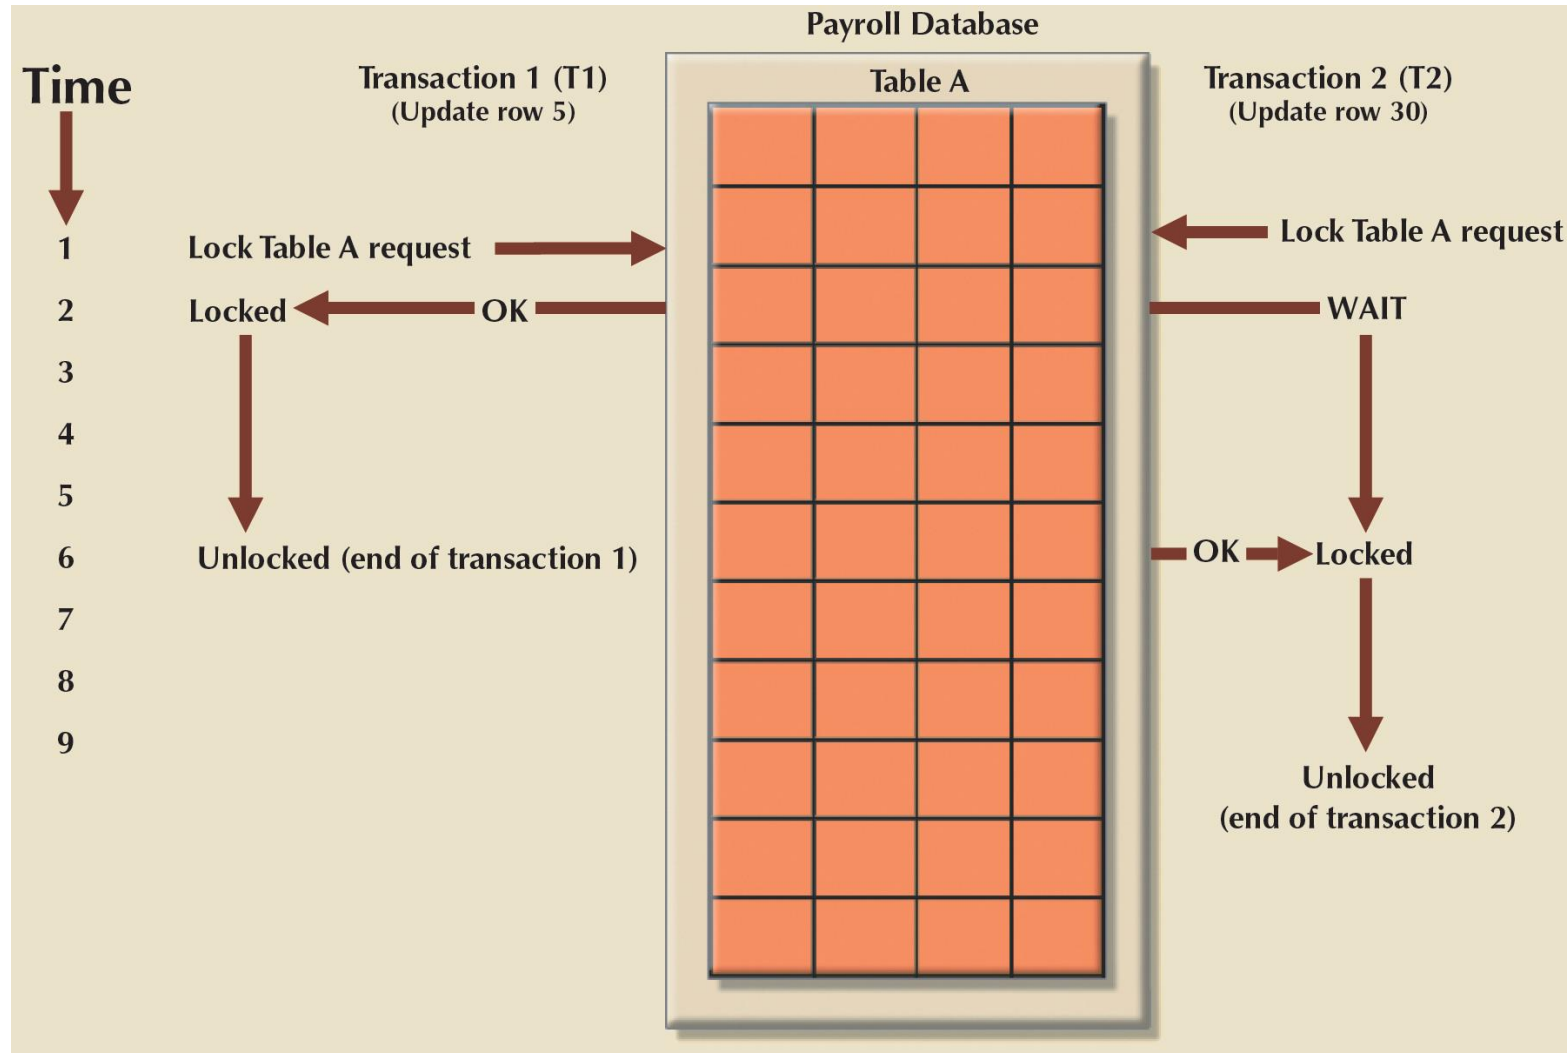 Payroll Database
Time
Transaction 1 (T1)
(Update row 5)
Table A
Transaction 2 (T2)
(Update row 30)
1
Lock Table A request
Lock Table A request
2
Locked
OK
WAIT
3
4
5
6
Unlocked (end of transaction 1)
OK
Locked
7
8
9
Unlocked
(end of transaction 2)